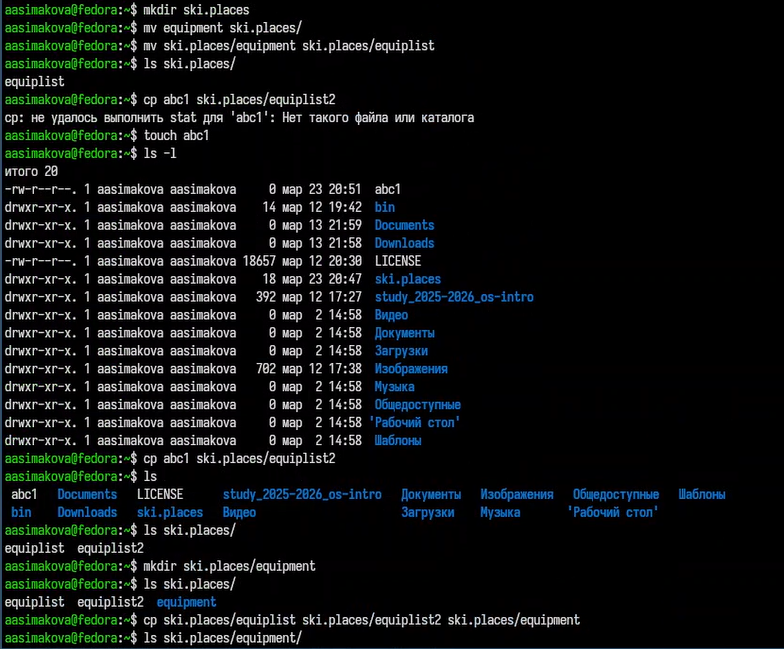 aasimakova@fedora:~$ mkdir ski.places
aasimakova@fedora:~$ mv equipment ski.places/
aasimakova@fedora:~$ mv ski.places/equipment ski.places/equiplist
aasimakova@fedora:~$ ls ski.places/
equiplist
aasimakova@fedora:~$ cp abc1 ski.places/equiplist2
cp: не удалось выполнить stat для 'abc1': Нет такого файла или каталога
aasimakova@fedora:~$ touch abc1
aasimakova@fedora:~$ ls -l
итого 20
-rw-r--r--. 1 aasimakova aasimakova     0 мар 23 20:51  abc1
drwxr-xr-x. 1 aasimakova aasimakova    14 мар 12 19:42  bin
drwxr-xr-x. 1 aasimakova aasimakova     0 мар 13 21:59  Documents
drwxr-xr-x. 1 aasimakova aasimakova     0 мар 13 21:58  Downloads
-rw-r--r--. 1 aasimakova aasimakova 18657 мар 12 20:30  LICENSE
drwxr-xr-x. 1 aasimakova aasimakova    18 мар 23 20:47  ski.places
drwxr-xr-x. 1 aasimakova aasimakova   392 мар 12 17:27  study_2025-2026_os-intro
drwxr-xr-x. 1 aasimakova aasimakova     0 мар  2 14:58  Видео
drwxr-xr-x. 1 aasimakova aasimakova     0 мар  2 14:58  Документы
drwxr-xr-x. 1 aasimakova aasimakova     0 мар  2 14:58  Загрузки
drwxr-xr-x. 1 aasimakova aasimakova   702 мар 12 17:38  Изображения
drwxr-xr-x. 1 aasimakova aasimakova     0 мар  2 14:58  Музыка
drwxr-xr-x. 1 aasimakova aasimakova     0 мар  2 14:58  Общедоступные
drwxr-xr-x. 1 aasimakova aasimakova     0 мар  2 14:58 'Рабочий стол'
drwxr-xr-x. 1 aasimakova aasimakova     0 мар  2 14:58  Шаблоны
aasimakova@fedora:~$ cp abc1 ski.places/equiplist2
aasimakova@fedora:~$ ls
 abc1   Documents   LICENSE      study_2025-2026_os-intro   Документы   Изображения   Общедоступные   Шаблоны
 bin    Downloads   ski.places   Видео                      Загрузки    Музыка       'Рабочий стол'
aasimakova@fedora:~$ ls ski.places/
equiplist  equiplist2
aasimakova@fedora:~$ mkdir ski.places/equipment
aasimakova@fedora:~$ ls ski.places/
equiplist  equiplist2  equipment
aasimakova@fedora:~$ cp ski.places/equiplist ski.places/equiplist2 ski.places/equipment
aasimakova@fedora:~$ ls ski.places/equipment/